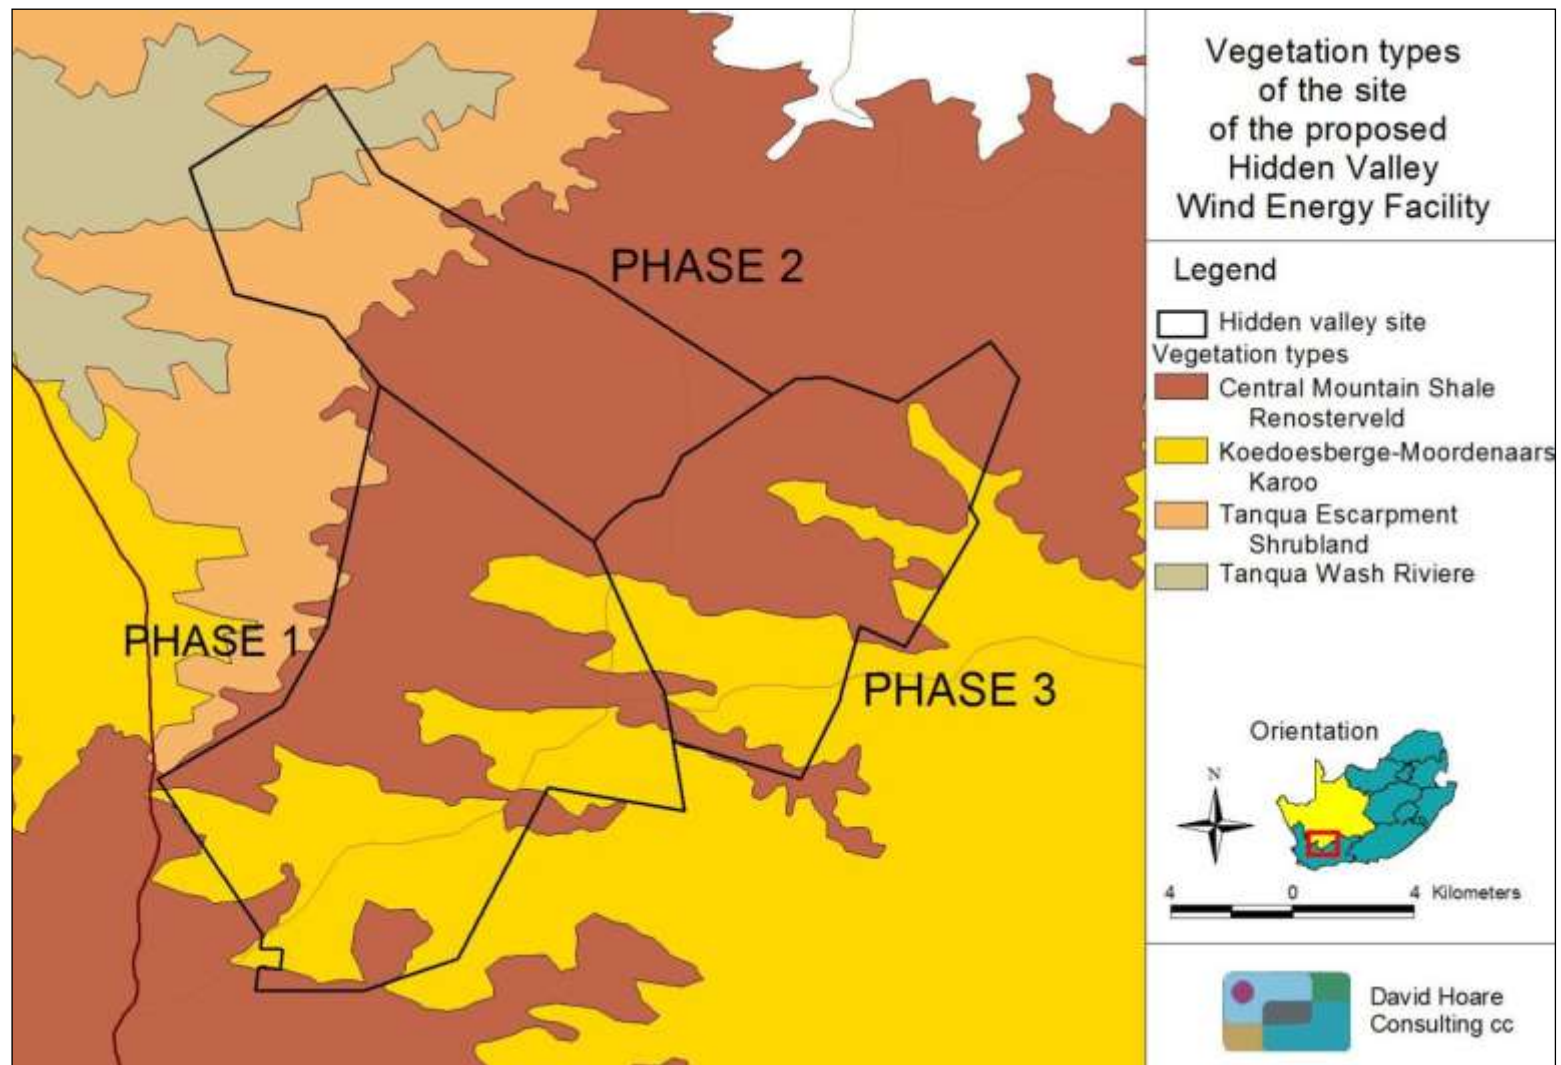 Vegetation types
of the site
of the proposed
Hidden Valley
Wind Energy Facility
Legend
Hidden valley site
Vegetation types
Central Mountain Shale
Renosterveld
Koedoesberge-Moordenaars
Karoo
Tanqua Escarpment
Shrubland
Tanqua Wash Riviere
PHASE 2
PHASE 1
PHASE 3
Orientation
N
4 0 4 Kilometers
David Hoare
Consulting cc